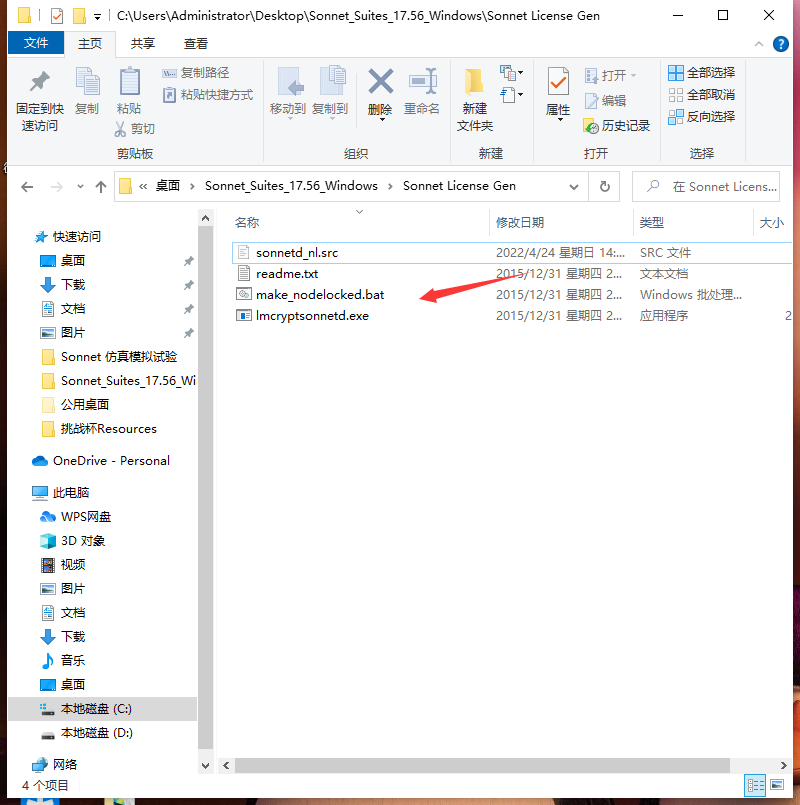 C:\Users\Administrator\Desktop\Sonnet_Suites_17.56_Windows\Sonnet License Gen
文件 主页 共享 查看
固定到快速访问
复制
粘贴
复制路径
粘贴快捷方式
剪切
剪贴板
移动到 复制到 删除 重命名
组织
新建文件夹
新建
属性
打开
编辑
历史记录
打开
全部选择
全部取消
反向选择
选择
« 桌面 › Sonnet_Suites_17.56_Windows › Sonnet License Gen
在 Sonnet Licens...
名称 修改日期 类型 大小
sonnetd_nl.src 2022/4/24 星期日 14:... SRC 文件
readme.txt 2015/12/31 星期四 2... 文本文档
make_nodelocked.bat 2015/12/31 星期四 2... Windows 批处理...
lmcryptsonnetd.exe 2015/12/31 星期四 2... 应用程序 2
快速访问
桌面
下载
文档
图片
Sonnet 仿真模拟试验
Sonnet_Suites_17.56_Wi
公用桌面
挑战杯Resources
OneDrive - Personal
此电脑
WPS网盘
3D 对象
视频
图片
文档
下载
音乐
桌面
本地磁盘 (C:)
本地磁盘 (D:)
网络
4 个项目